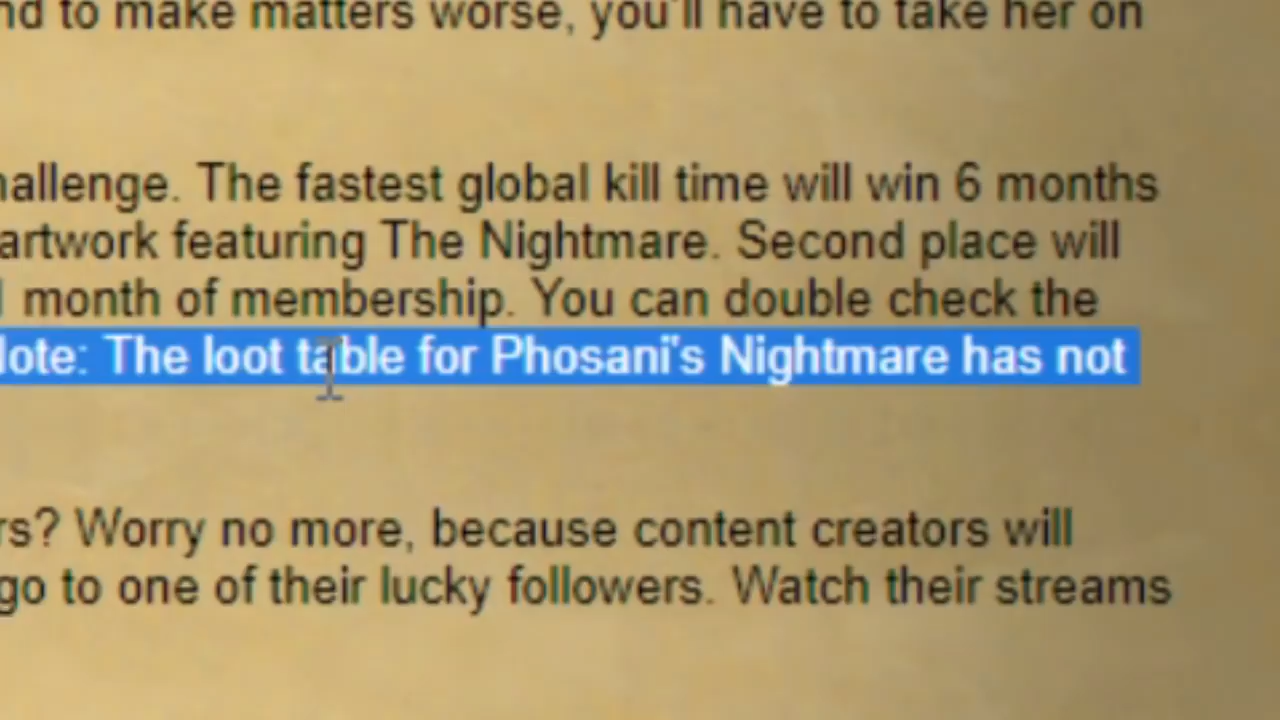 nd to make matters worse, you'll have to take her on
hallenge. The fastest global kill time will win 6 months
artwork featuring The Nightmare. Second place will
1 month of membership. You can double check the
Note: The loot table for Phosani's Nightmare has not
rs? Worry no more, because content creators will
go to one of their lucky followers. Watch their streams